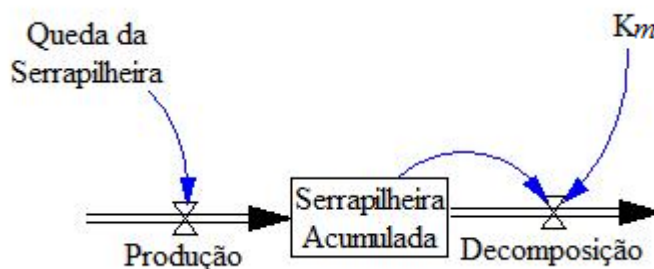 Queda da
Serrapilheira
Km
Produção
Serrapilheira
Acumulada
Decomposição